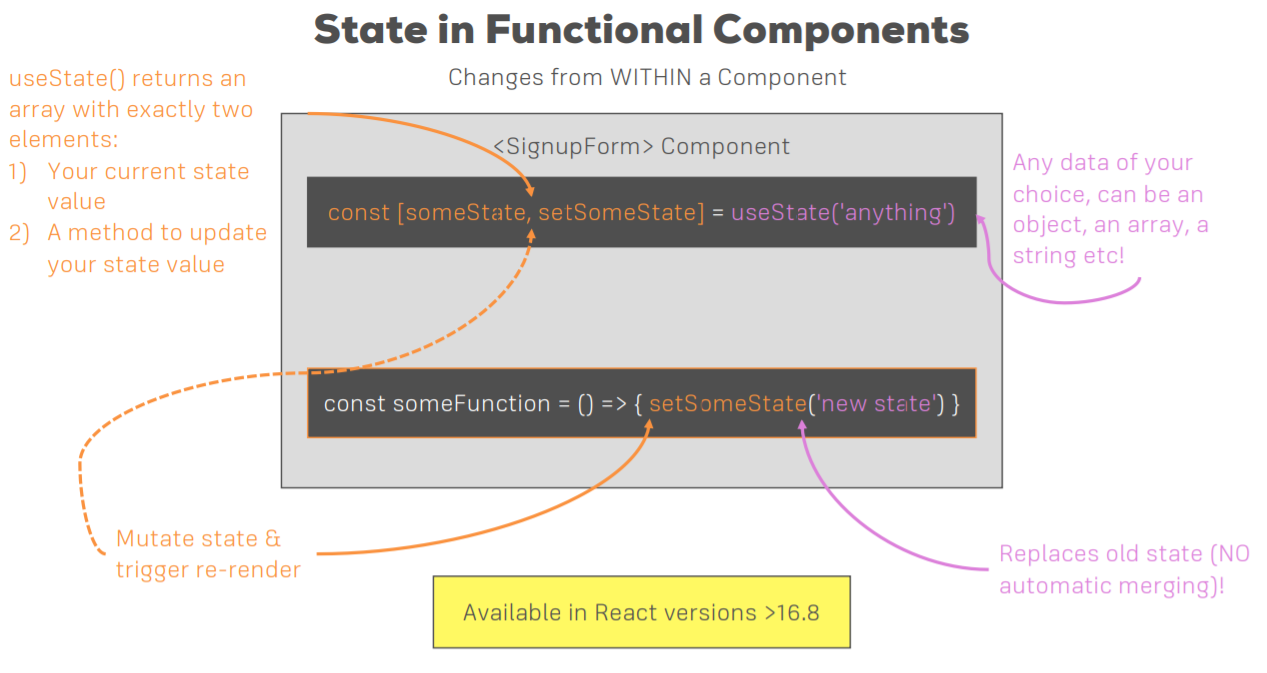 State in Functional Components
Changes from WITHIN a Component
useState() returns an
array with exactly two
elements:
1) Your current state
value
2) A method to update
your state value
<SignupForm> Component
const [someState, setSomeState] = useState('anything')
Any data of your
choice, can be an
object, an array, a
string etc!
const someFunction = () => { setSomeState('new state') }
Mutate state &
trigger re-render
Replaces old state (NO
automatic merging)!
Available in React versions >16.8